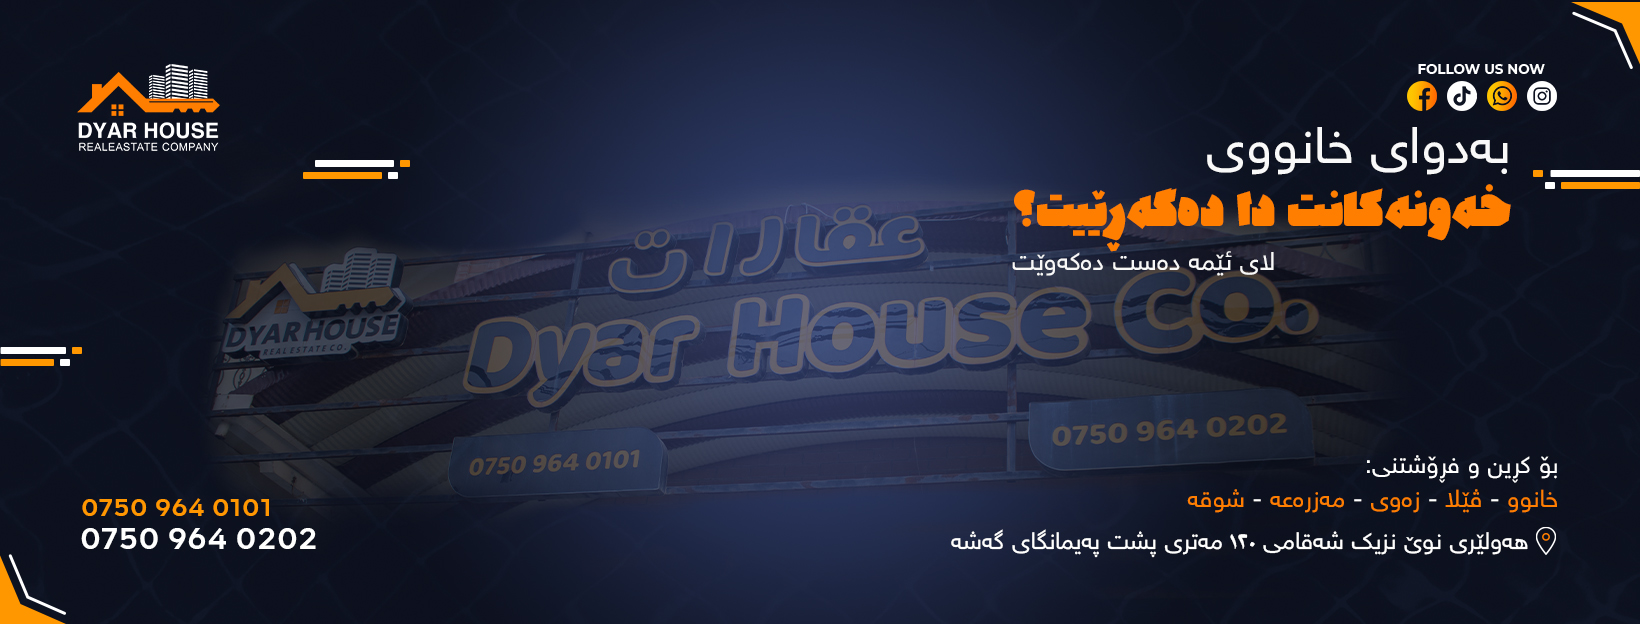 DYAR HOUSE
REALEASTATE COMPANY
FOLLOW US NOW
بەدوای خانووی
خەونەکانت دا دەگەڕێیت؟
لای ئێمە دەست دەکەوێت
عقارات
Dyar House CO.
DYAR HOUSE
REAL ESTATE CO.
0750 964 0101
0750 964 0202
بۆ کڕین و فرۆشتنی:
خانوو - ڤێلا - زەوی - مەزرەعە - شوقە
هەولێری نوێ نزیک شەقامی ١٢٠ مەتری پشت پەیمانگای گەشە
0750 964 0101
0750 964 0202